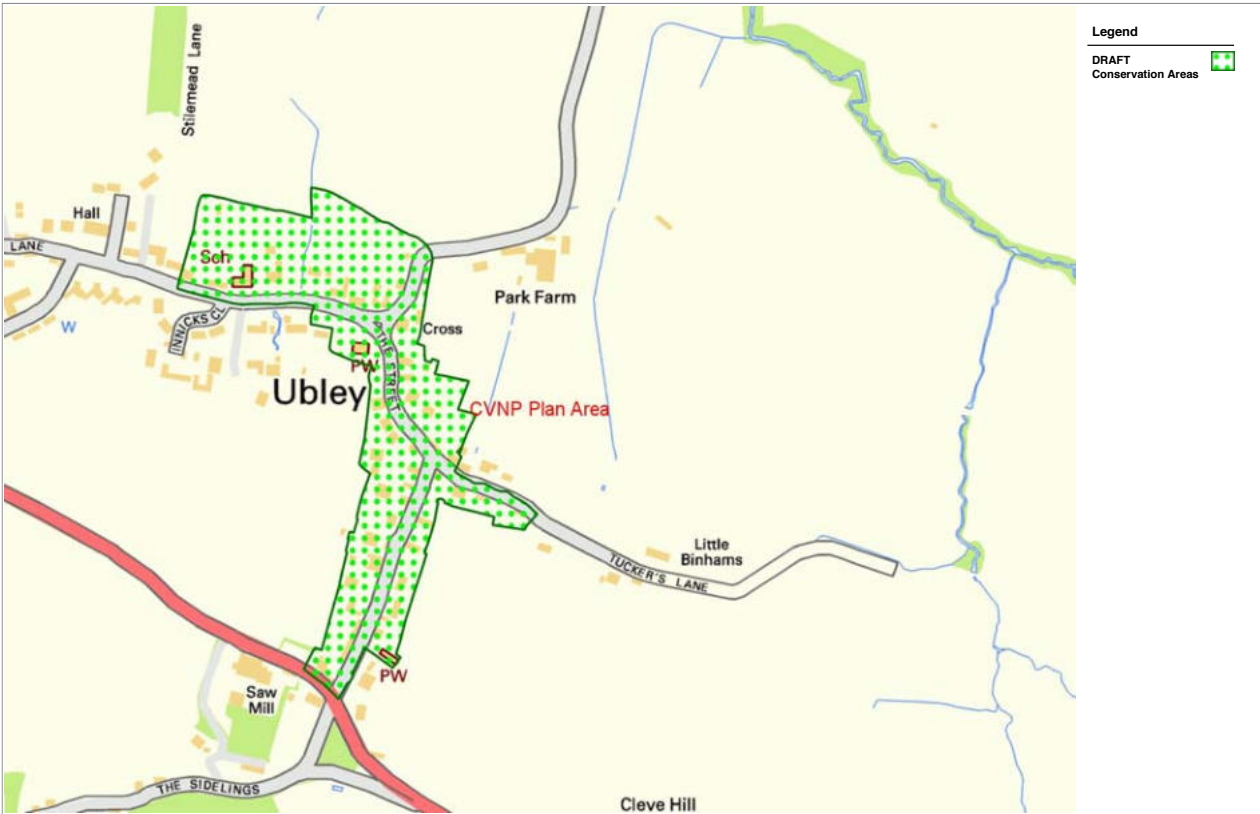 Legend
DRAFT
Conservation Areas
Stilemead Lane
Hall
LANE
Sch
Park Farm
INNICKS CL
W
Cross
THE STREET
PW
Ubley
CVNP Plan Area
Little
Binhams
TUCKER'S LANE
PW
Saw
Mill
THE SIDELINGS
Cleve Hill